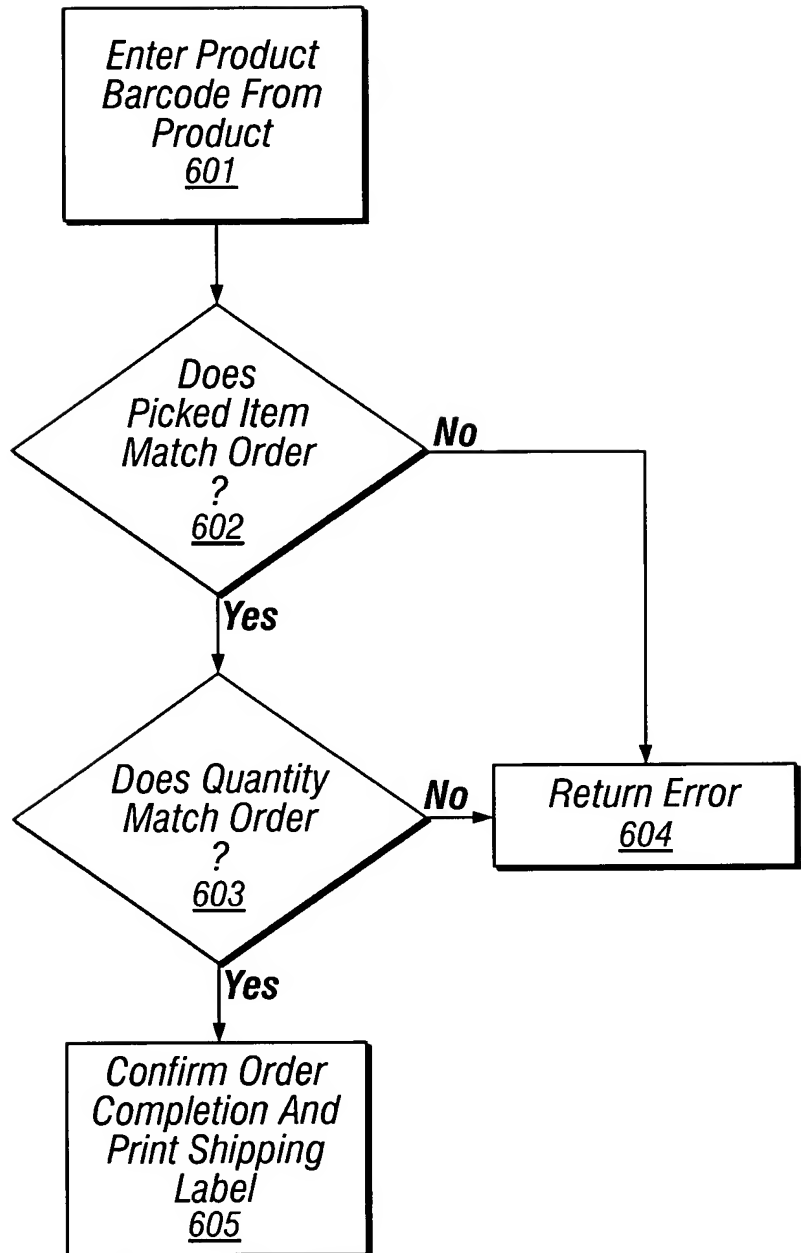 Enter Product
Barcode From
Product
601
Does
Picked Item
Match Order
?
602
No
Yes
Does Quantity
Match Order
?
603
No
Return Error
604
Yes
Confirm Order
Completion And
Print Shipping
Label
605